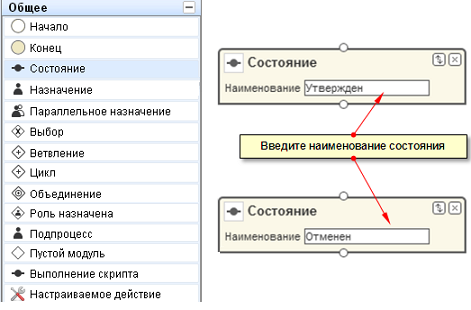 Общее
Начало
Конец
Состояние
Назначение
Параллельное назначение
Выбор
Ветвление
Цикл
Объединение
Роль назначена
Подпроцесс
Пустой модуль
Выполнение скрипта
Настраиваемое действие
Состояние
Наименование Утвержден
Введите наименование состояния
Состояние
Наименование Отменен